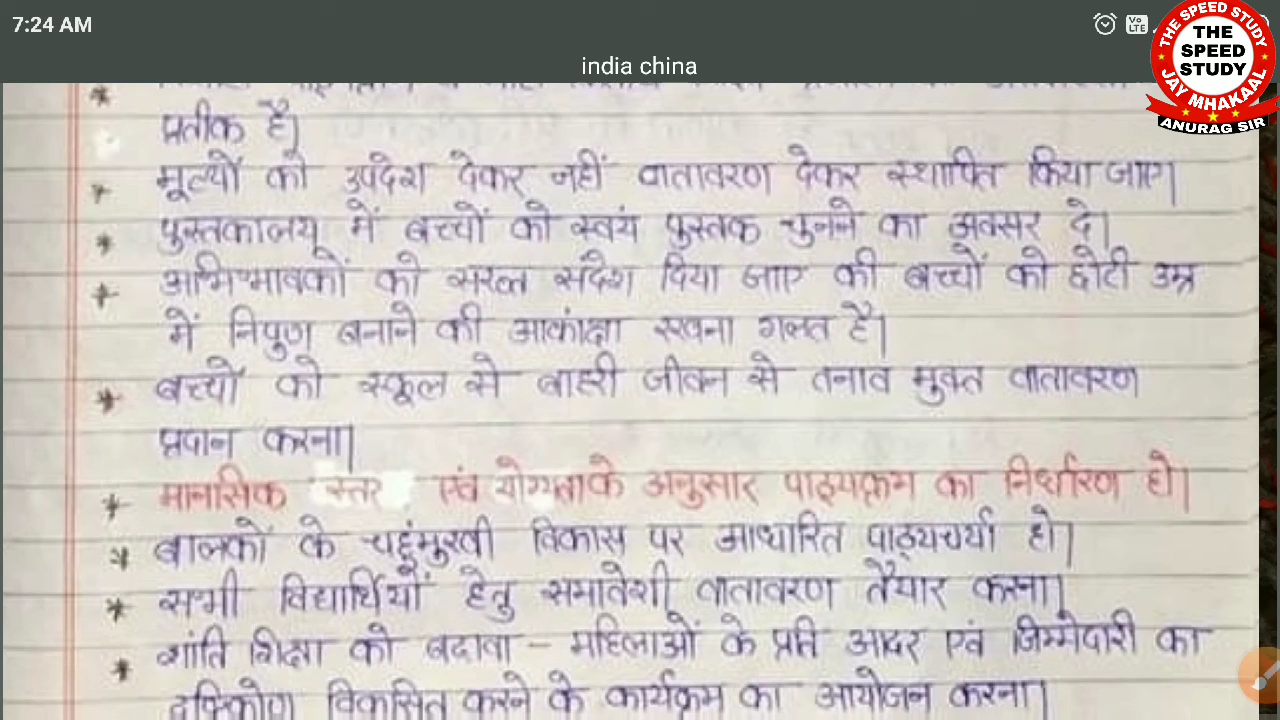 7:24 AM
Vo LTE
india china
THE SPEED STUDY
THE
SPEED
STUDY
JAY MHAKAAL
ANURAG SIR
प्रतीक है।
* मूल्यों को उपदेश देकर नहीं वातावरण देकर स्थापित किया जाए।
* पुस्तकालय में बच्चों को स्वयं पुस्तक चुनने का अवसर दे।
* अभिभावकों को सरल संदेश दिया जाए की बच्चों को छोटी उम्र
में निपुण बनाने की आकांक्षा रखना गलत है।
* बच्चों को स्कूल से बाहरी जीवन से तनाव मुक्त वातावरण
प्रदान करना।
* मानसिक स्तर एवं योग्यता के अनुसार पाठ्यक्रम का निर्धारण हो।
* बालकों के चहुंमुखी विकास पर आधारित पाठ्यचर्या हो।
* सभी विद्यार्थियों हेतु समावेशी वातावरण तैयार करना।
* शांति शिक्षा को बढावा – महिलाओं के प्रति आदर एवं जिम्मेदारी का
दृष्टिकोण विकसित करने के कार्यक्रम का आयोजन करना।